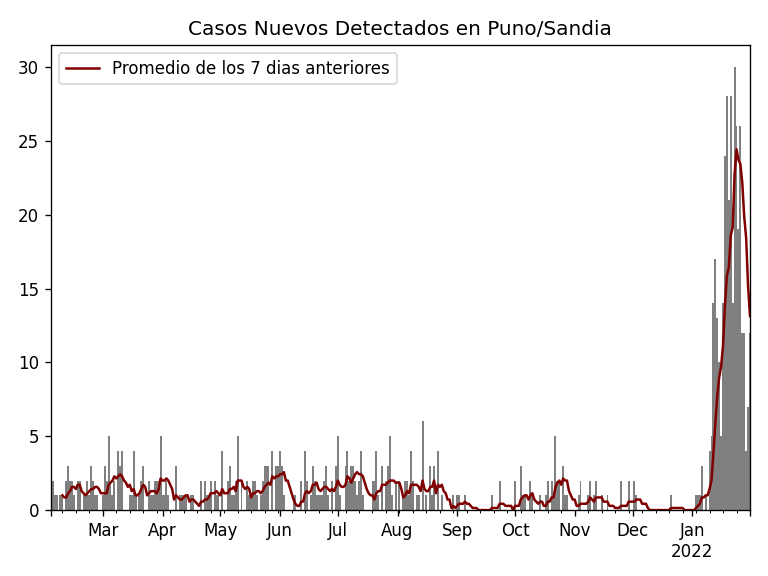 Casos Nuevos Detectados en Puno/Sandia
Promedio de los 7 dias anteriores
30
25
20
15
10
5
0
Mar Apr May Jun Jul Aug Sep Oct Nov Dec Jan
2022